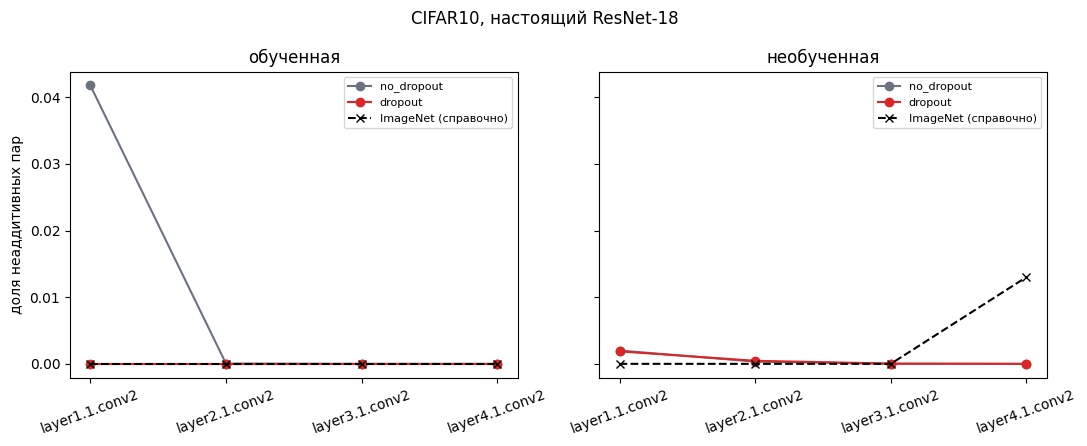 CIFAR10, настоящий ResNet-18
обученная
доля неаддитивных пар
0.04
0.03
0.02
0.01
0.00
no_dropout
dropout
ImageNet (справочно)
layer1.1.conv2
layer2.1.conv2
layer3.1.conv2
layer4.1.conv2
необученная
no_dropout
dropout
ImageNet (справочно)
layer1.1.conv2
layer2.1.conv2
layer3.1.conv2
layer4.1.conv2